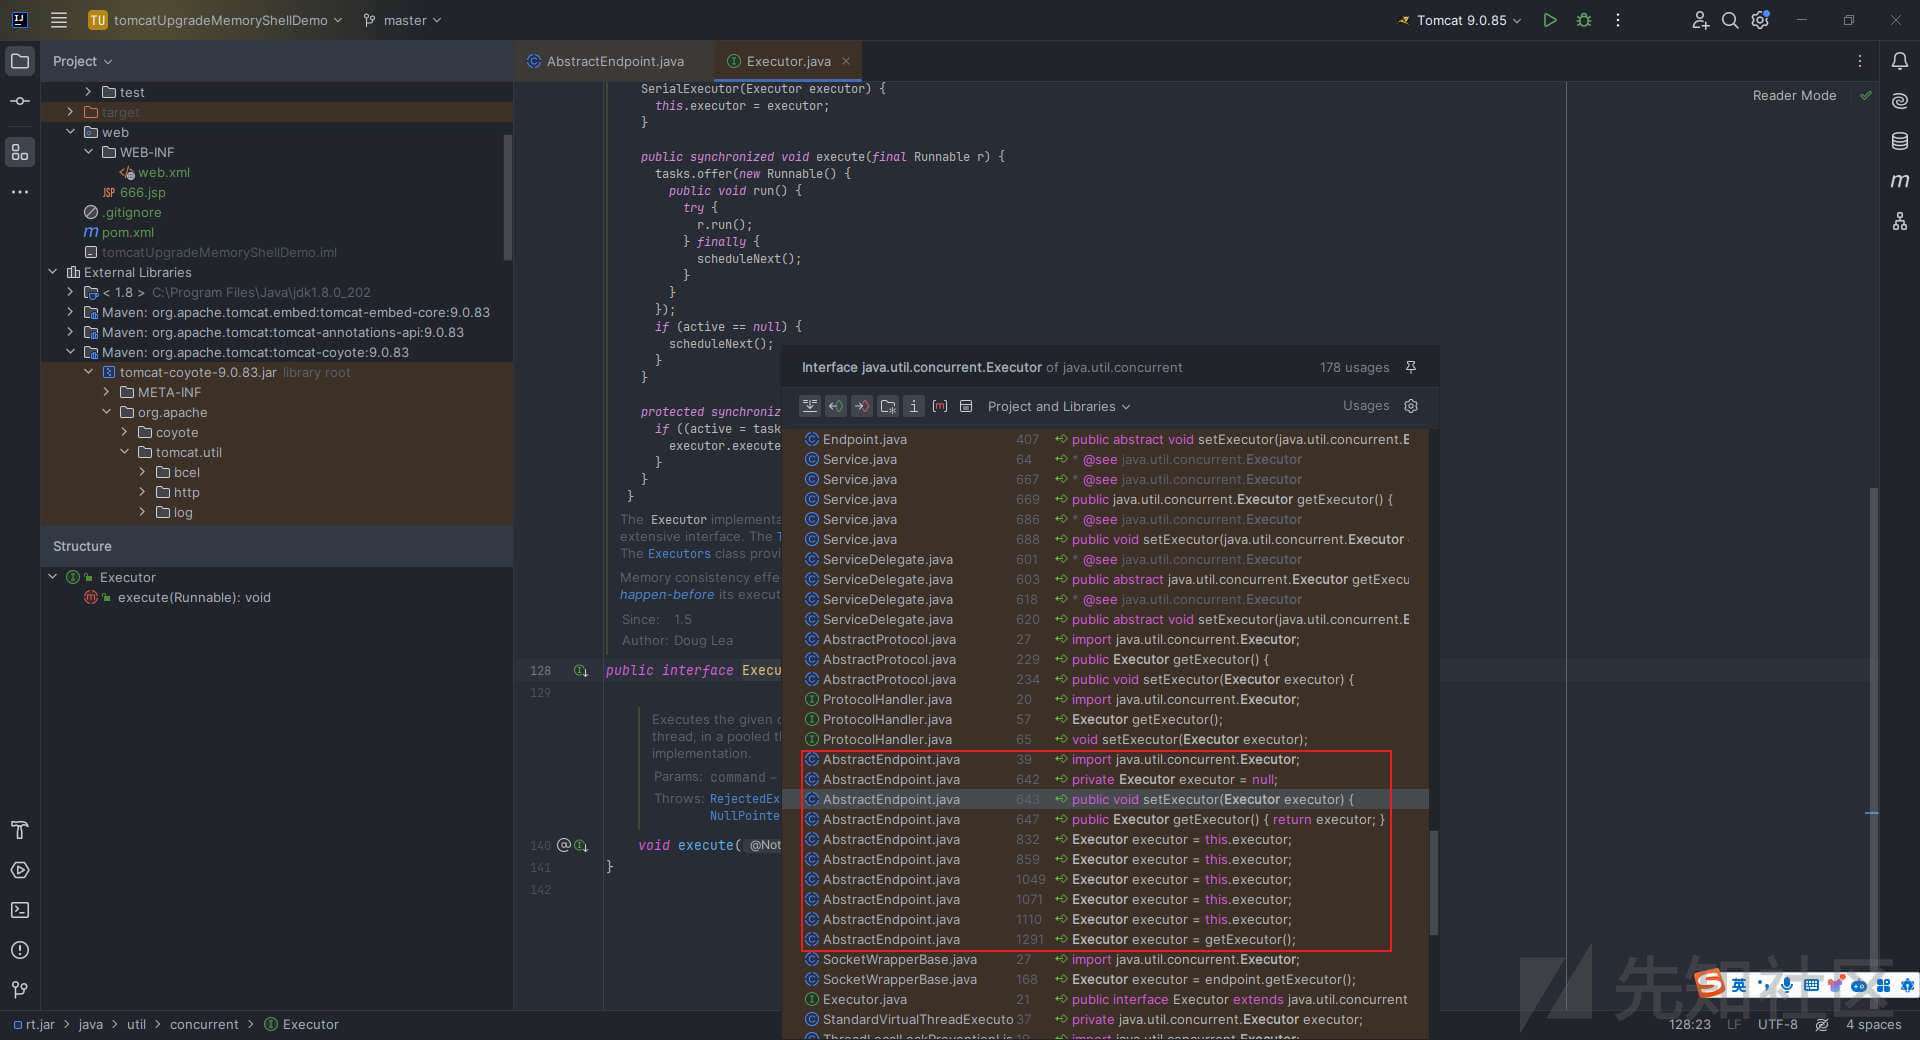 TU tomcatUpgradeMemoryShellDemo master Tomcat 9.0.85
Project
test
target
web
WEB-INF
web.xml
JSP 666.jsp
.gitignore
m pom.xml
tomcatUpgradeMemoryShellDemo.iml
External Libraries
< 1.8 > C:\Program Files\Java\jdk1.8.0_202
Maven: org.apache.tomcat.embed:tomcat-embed-core:9.0.83
Maven: org.apache.tomcat:tomcat-annotations-api:9.0.83
Maven: org.apache.tomcat:tomcat-coyote:9.0.83
tomcat-coyote-9.0.83.jar library root
META-INF
org.apache
coyote
tomcat.util
bcel
http
log
Structure
Executor
execute(Runnable): void
AbstractEndpoint.java Executor.java
Reader Mode
SerialExecutor(Executor executor) {
this.executor = executor;
}
public synchronized void execute(final Runnable r) {
tasks.offer(new Runnable() {
public void run() {
try {
r.run();
} finally {
scheduleNext();
}
}
});
if (active == null) {
scheduleNext();
}
}
protected synchroniz
if ((active = task
executor.execute
}
}
}
The Executor implementa
extensive interface. The T
The Executors class provi
Memory consistency effe
happen-before its execut
Since: 1.5
Author: Doug Lea
128 public interface Execu
129
Executes the given c
thread, in a pooled th
implementation.
Params: command –
Throws: RejectedEx
NullPointe
140 @ void execute( @Not
141 }
142
Interface java.util.concurrent.Executor of java.util.concurrent 178 usages
Project and Libraries Usages
Endpoint.java 407 public abstract void setExecutor(java.util.concurrent.E
Service.java 64 * @see java.util.concurrent.Executor
Service.java 667 * @see java.util.concurrent.Executor
Service.java 669 public java.util.concurrent.Executor getExecutor() {
Service.java 686 * @see java.util.concurrent.Executor
Service.java 688 public void setExecutor(java.util.concurrent.Executor
ServiceDelegate.java 601 * @see java.util.concurrent.Executor
ServiceDelegate.java 603 public abstract java.util.concurrent.Executor getExecu
ServiceDelegate.java 618 * @see java.util.concurrent.Executor
ServiceDelegate.java 620 public abstract void setExecutor(java.util.concurrent.E
AbstractProtocol.java 27 import java.util.concurrent.Executor;
AbstractProtocol.java 229 public Executor getExecutor() {
AbstractProtocol.java 234 public void setExecutor(Executor executor) {
ProtocolHandler.java 20 import java.util.concurrent.Executor;
ProtocolHandler.java 57 Executor getExecutor();
ProtocolHandler.java 65 void setExecutor(Executor executor);
AbstractEndpoint.java 39 import java.util.concurrent.Executor;
AbstractEndpoint.java 642 private Executor executor = null;
AbstractEndpoint.java 643 public void setExecutor(Executor executor) {
AbstractEndpoint.java 647 public Executor getExecutor() { return executor; }
AbstractEndpoint.java 832 Executor executor = this.executor;
AbstractEndpoint.java 859 Executor executor = this.executor;
AbstractEndpoint.java 1049 Executor executor = this.executor;
AbstractEndpoint.java 1071 Executor executor = this.executor;
AbstractEndpoint.java 1110 Executor executor = this.executor;
AbstractEndpoint.java 1291 Executor executor = getExecutor();
SocketWrapperBase.java 27 import java.util.concurrent.Executor;
SocketWrapperBase.java 168 Executor executor = endpoint.getExecutor();
Executor.java 21 public interface Executor extends java.util.concurrent
StandardVirtualThreadExecuto 37 private java.util.concurrent.Executor executor;
先知社区
英
rt.jar > java > util > concurrent > Executor
128:23 LF UTF-8 4 spaces